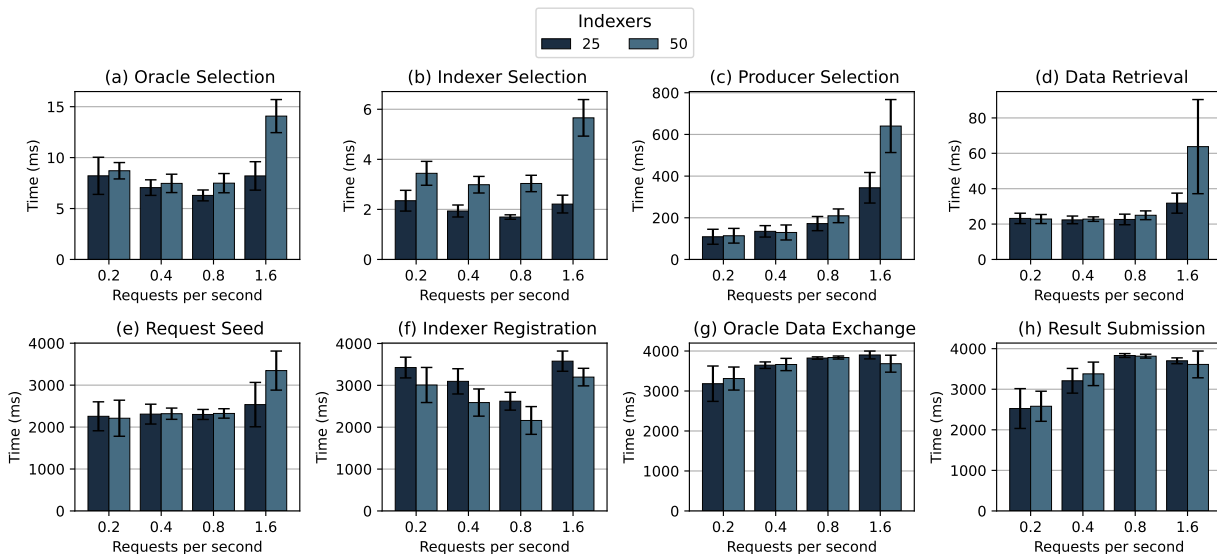 Indexers
25 50
(a) Oracle Selection
Time (ms)
15
10
5
0
0.2 0.4 0.8 1.6
Requests per second
(b) Indexer Selection
Time (ms)
6
4
2
0
0.2 0.4 0.8 1.6
Requests per second
(c) Producer Selection
Time (ms)
800
600
400
200
0
0.2 0.4 0.8 1.6
Requests per second
(d) Data Retrieval
Time (ms)
80
60
40
20
0
0.2 0.4 0.8 1.6
Requests per second
(e) Request Seed
Time (ms)
4000
3000
2000
1000
0
0.2 0.4 0.8 1.6
Requests per second
(f) Indexer Registration
Time (ms)
4000
3000
2000
1000
0
0.2 0.4 0.8 1.6
Requests per second
(g) Oracle Data Exchange
Time (ms)
4000
3000
2000
1000
0
0.2 0.4 0.8 1.6
Requests per second
(h) Result Submission
Time (ms)
4000
3000
2000
1000
0
0.2 0.4 0.8 1.6
Requests per second